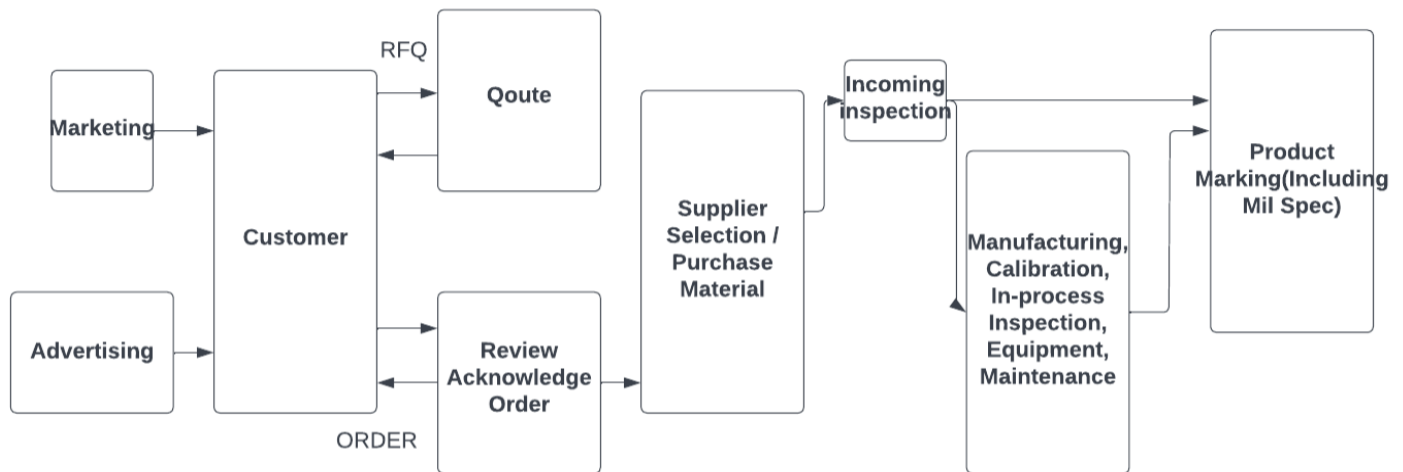 Marketing
Advertising
Customer
RFQ
Qoute
ORDER
Review
Acknowledge
Order
Supplier
Selection /
Purchase
Material
Incoming
inspection
Manufacturing,
Calibration,
In-process
Inspection,
Equipment,
Maintenance
Product
Marking(Including
Mil Spec)